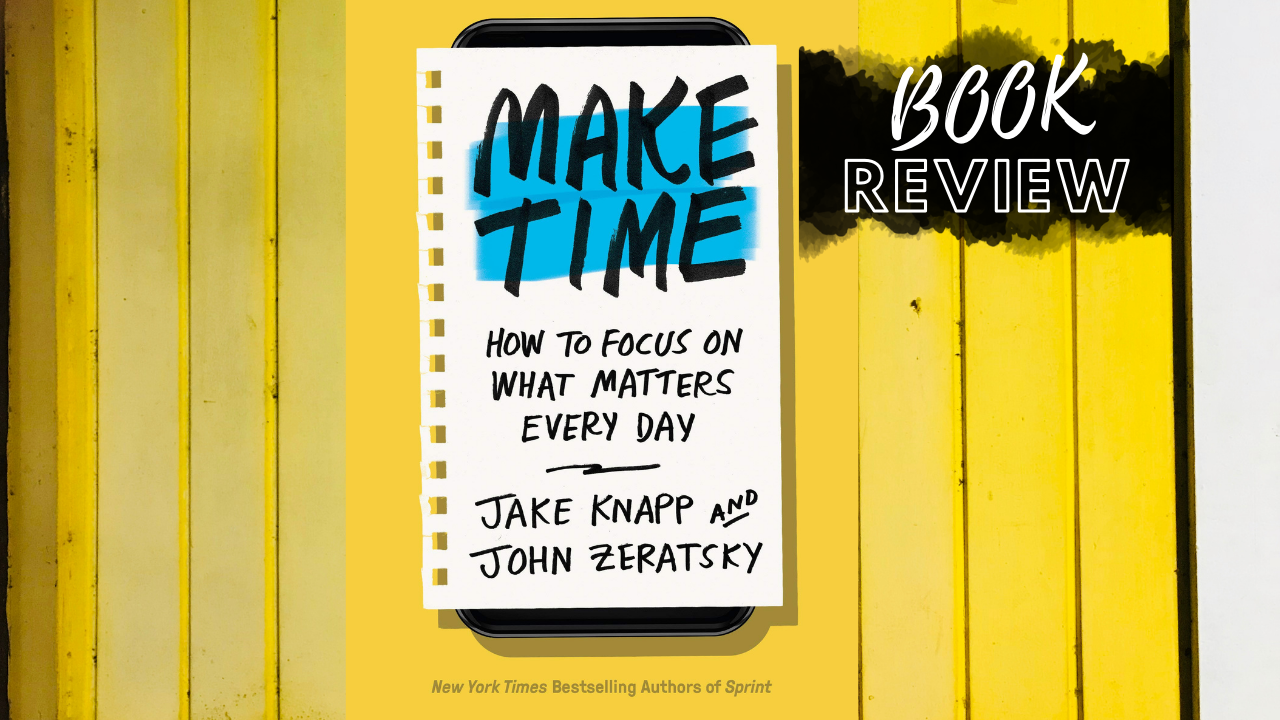 MAKE
TIME
HOW TO FOCUS ON
WHAT MATTERS
EVERY DAY
JAKE KNAPP AND
JOHN ZERATSKY
New York Times Bestselling Authors of Sprint
BOOK
REVIEW